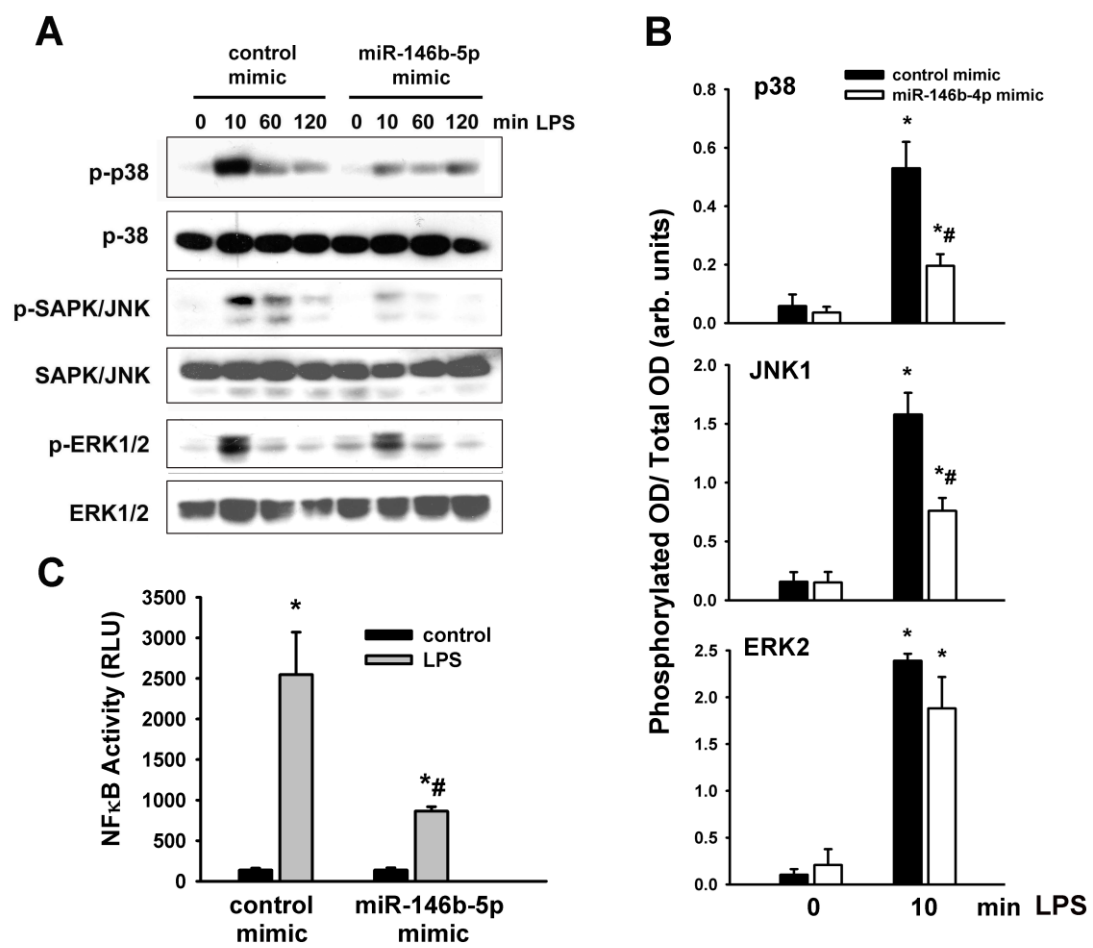 A
control mimic
miR-146b-5p mimic
0 10 60 120 0 10 60 120 min LPS
p-p38
p-38
p-SAPK/JNK
SAPK/JNK
p-ERK1/2
ERK1/2
B
Phosphorylated OD/ Total OD (arb. units)
p38
control mimic
miR-146b-4p mimic
0.8
0.6
0.4
0.2
0.0
*
*#
JNK1
2.0
1.5
1.0
0.5
0.0
*
*#
ERK2
2.5
2.0
1.5
1.0
0.5
0.0
*
*
0 10 min LPS
C
NFκB Activity (RLU)
3500
3000
2500
2000
1500
1000
500
0
control
LPS
*
*#
control
mimic
miR-146b-5p
mimic